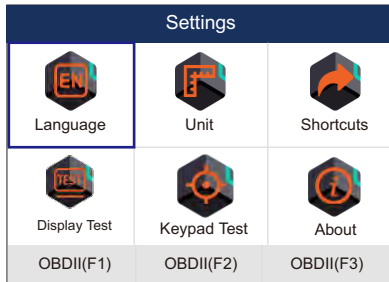 Settings
EN
Language
Unit
Shortcuts
TEST
Display Test
Keypad Test
About
OBDII(F1)
OBDII(F2)
OBDII(F3)